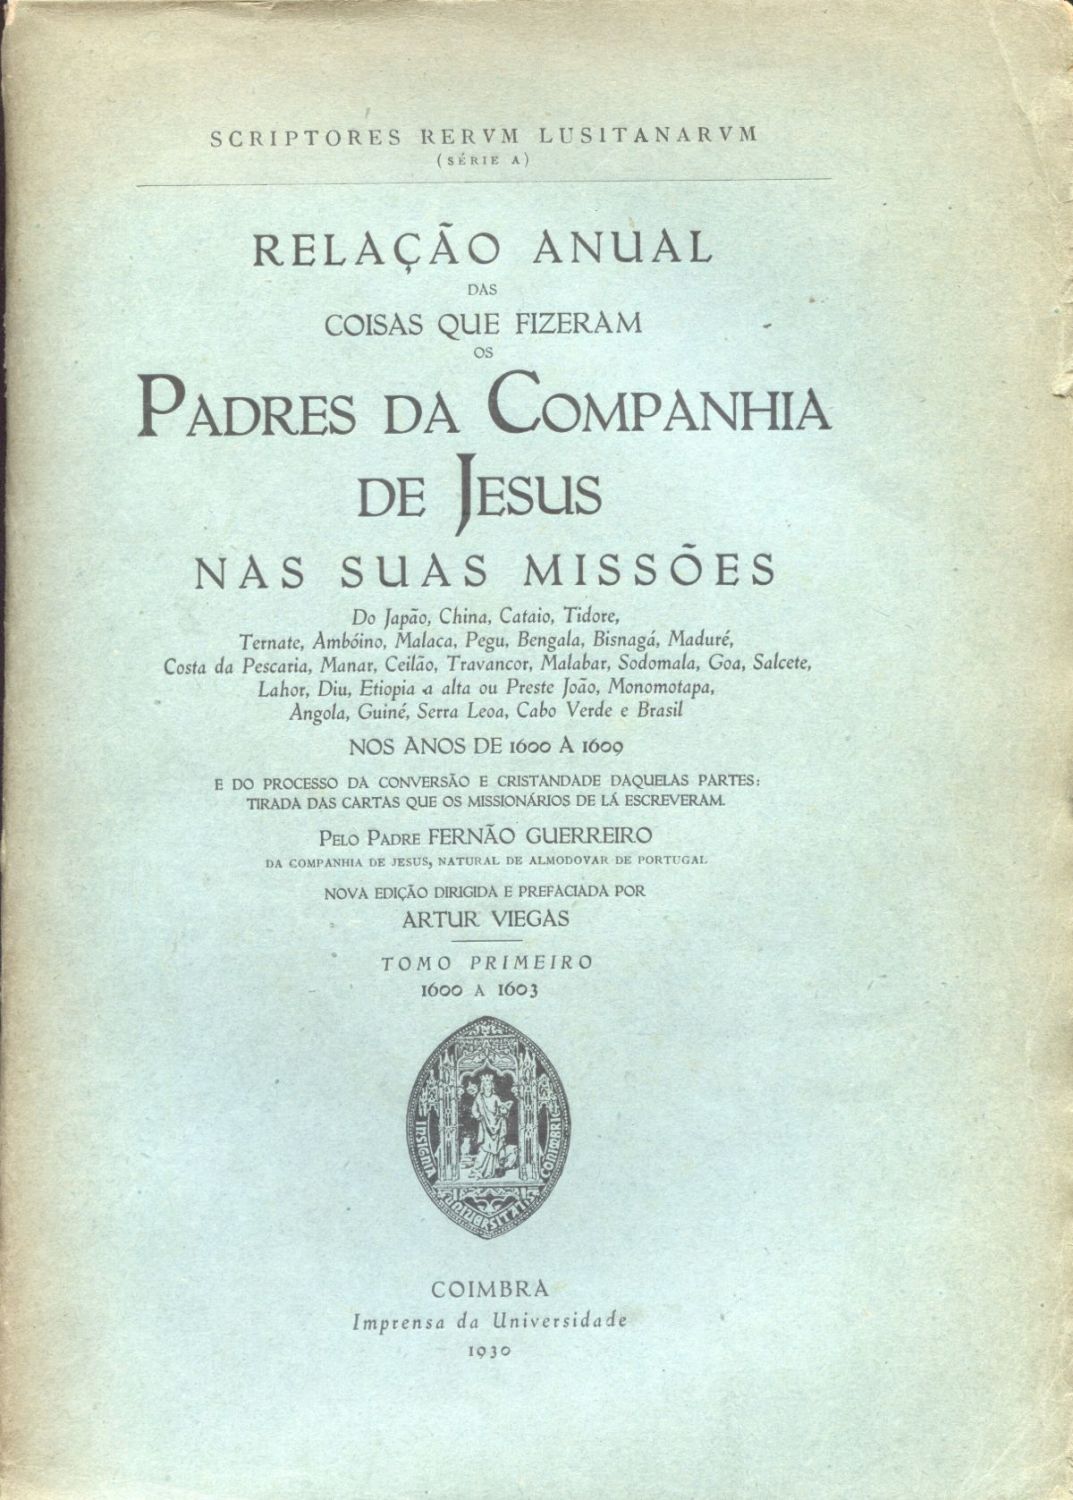 SCRIPTORES RERVM LUSITANARVM
(SÉRIE A)
RELAÇÃO ANUAL
DAS
COISAS QUE FIZERAM
OS
PADRES DA COMPANHIA
DE JESUS
NAS SUAS MISSÕES
Do Japão, China, Cataio, Tidore,
Ternate, Ambóino, Malaca, Pegu, Bengala, Bisnagá, Maduré,
Costa da Pescaria, Manar, Ceilão, Travancor, Malabar, Sodomala, Goa, Salcete,
Lahor, Diu, Etiopia a alta ou Preste João, Monomotapa,
Angola, Guiné, Serra Leoa, Cabo Verde e Brasil
NOS ANOS DE 1600 A 1609
E DO PROCESSO DA CONVERSÃO E CRISTANDADE DAQUELAS PARTES:
TIRADA DAS CARTAS QUE OS MISSIONÁRIOS DE LÁ ESCREVERAM.
PELO PADRE FERNÃO GUERREIRO
DA COMPANHIA DE JESUS, NATURAL DE ALMODOVAR DE PORTUGAL
NOVA EDIÇÃO DIRIGIDA E PREFACIADA POR
ARTUR VIEGAS
TOMO PRIMEIRO
1600 A 1603
INSIGNIA UNIVERSITATIS CONIMBRIC
COIMBRA
Imprensa da Universidade
1930